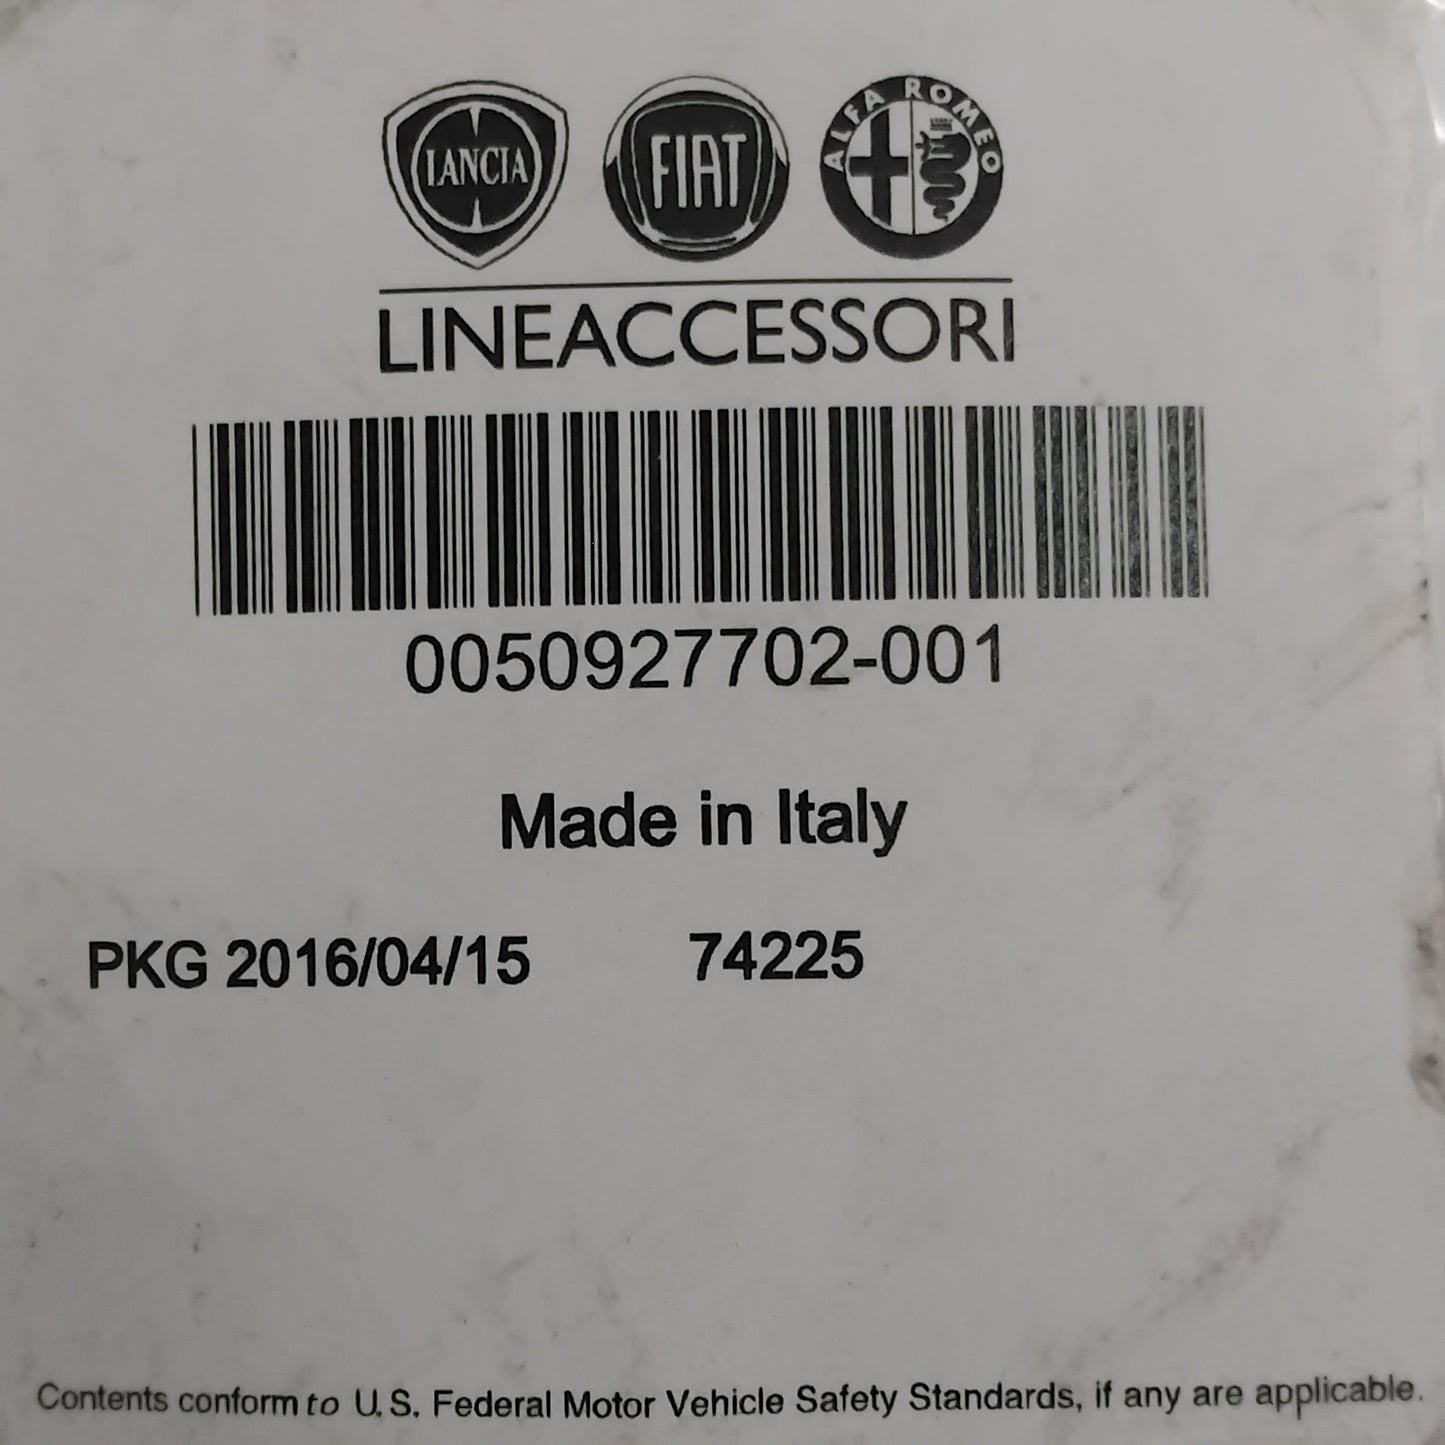 LANCIA FIAT ALFA ROMEO
LINEACCESSORI
0050927702-001
Made in Italy
PKG 2016/04/15 74225
Contents conform to U.S. Federal Motor Vehicle Safety Standards, if any are applicable.